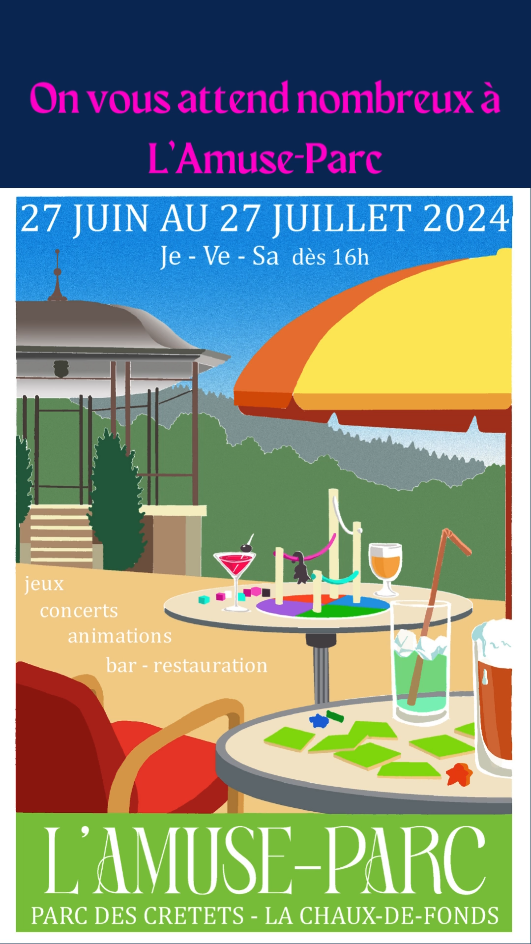 On vous attend nombreux à
L'Amuse-Parc
27 JUIN AU 27 JUILLET 2024
Je - Ve - Sa dès 16h
jeux
concerts
animations
bar - restauration
L'AMUSE-PARC
PARC DES CRETETS - LA CHAUX-DE-FONDS